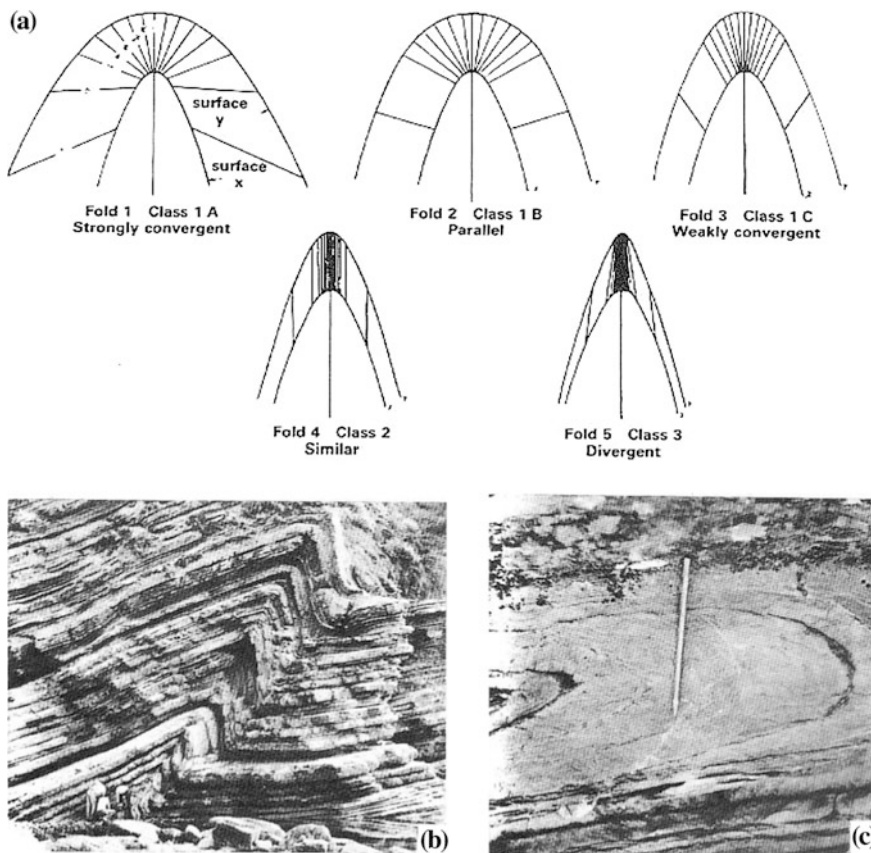 (a)
surface
y
surface
x
Fold 1 Class 1 A
Strongly convergent
Fold 2 Class 1 B
Parallel
Fold 3 Class 1 C
Weakly convergent
Fold 4 Class 2
Similar
Fold 5 Class 3
Divergent
(b)
(c)